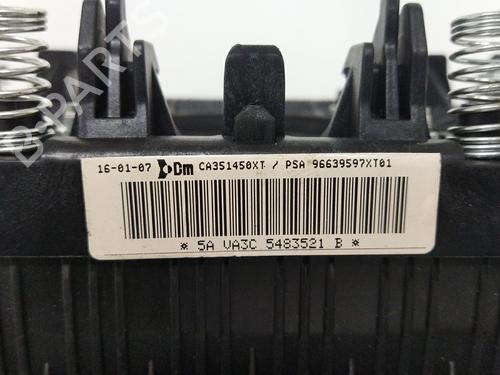 B-PARTS
16-01-07 Dm CA351450XT / PSA 96639597XT01
* 5A VA3C 5483521 B *